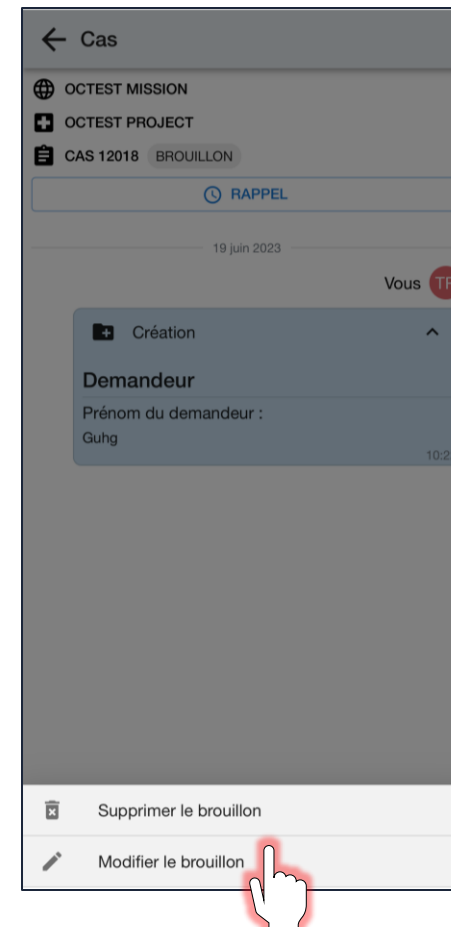 Cas
OCTEST MISSION
OCTEST PROJECT
CAS 12018 BROUILLON
RAPPEL
19 juin 2023
Vous
Création
Demandeur
Prénom du demandeur :
Guhg
Supprimer le brouillon
Modifier le brouillon